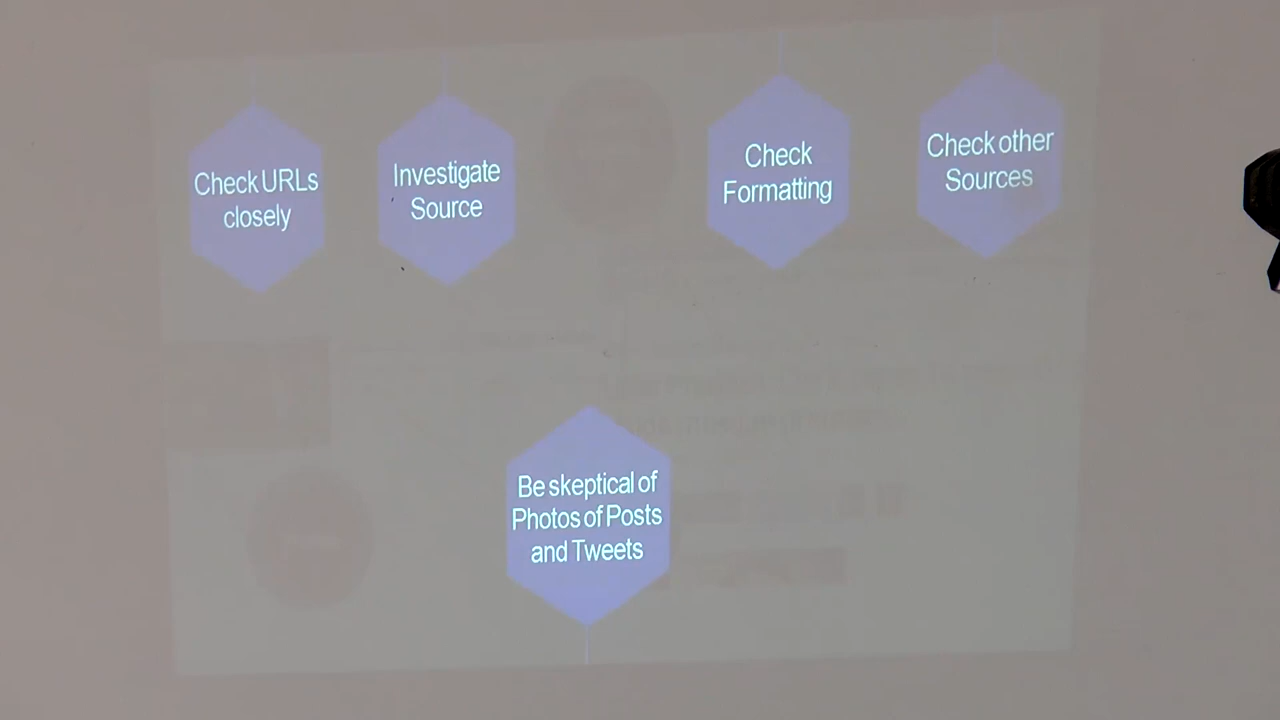 Check URLs
closely
Investigate
Source
Check
Formatting
Check other
Sources
Be skeptical of
Photos of Posts
and Tweets